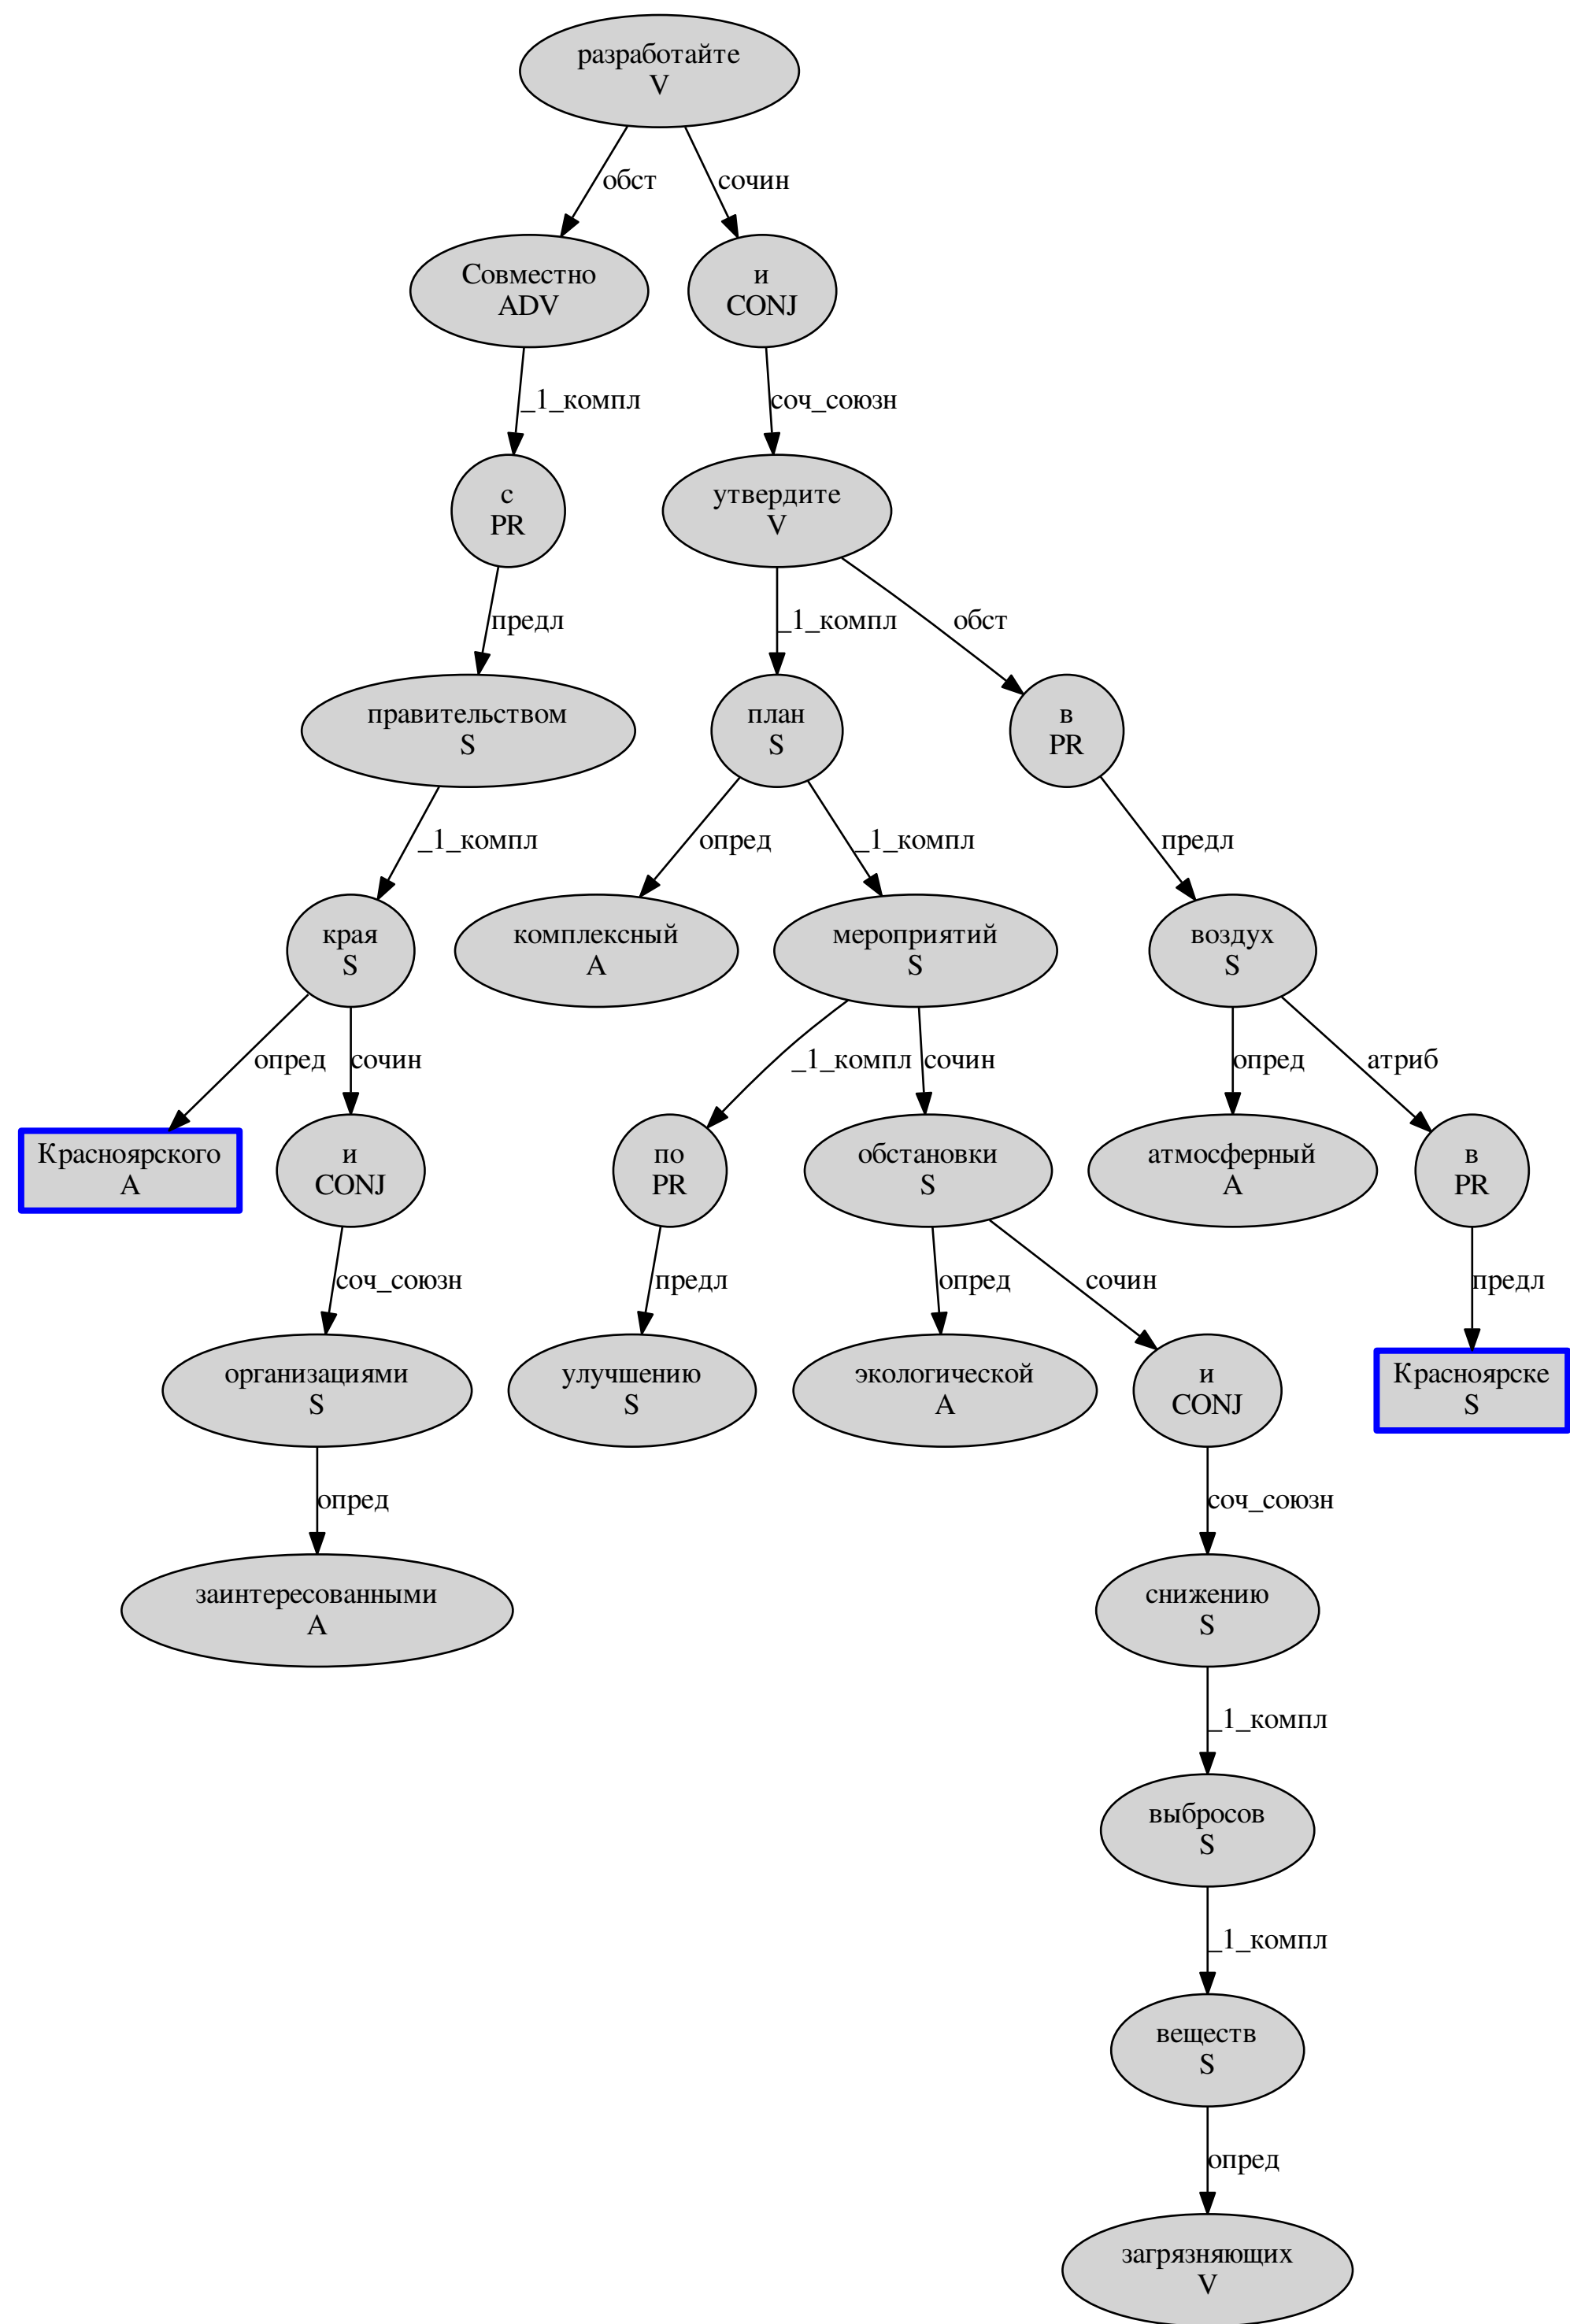 разработайте
V
обст
сочин
Совместно
ADV
и
CONJ
_1_компл
соч_союзн
с
PR
утвердите
V
предл
_1_компл
обст
правительством
S
план
S
в
PR
_1_компл
опред
_1_компл
предл
края
S
комплексный
A
мероприятий
S
воздух
S
опред
сочин
_1_компл
сочин
опред
атриб
Красноярского
A
и
CONJ
по
PR
обстановки
S
атмосферный
A
в
PR
соч_союзн
предл
опред
сочин
предл
организациями
S
улучшению
S
экологической
A
и
CONJ
Красноярске
S
опред
соч_союзн
заинтересованными
A
снижению
S
_1_компл
выбросов
S
_1_компл
веществ
S
опред
загрязняющих
V